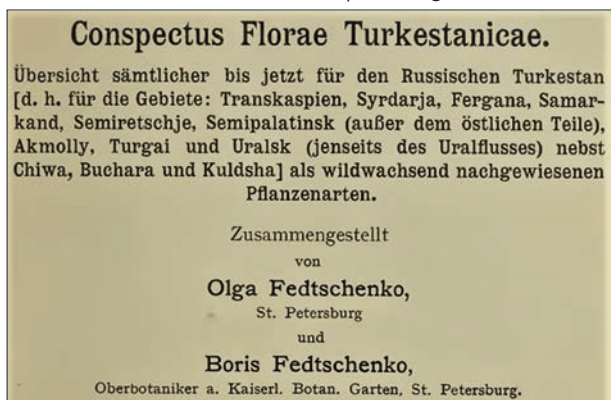 Conspectus Florae Turkestanicae.
Übersicht sämtlicher bis jetzt für den Russischen Turkestan
[d. h. für die Gebiete: Transkaspien, Syrdarja, Fergana, Samar-
kand, Semiretschje, Semipalatinsk (außer dem östlichen Teile),
Akmolly, Turgai und Uralsk (jenseits des Uralflusses) nebst
Chiwa, Buchara und Kuldsha] als wildwachsend nachgewiesenen
Pflanzenarten.
Zusammengestellt
von
Olga Fedtschenko,
St. Petersburg
und
Boris Fedtschenko,
Oberbotaniker a. Kaiserl. Botan. Garten, St. Petersburg.